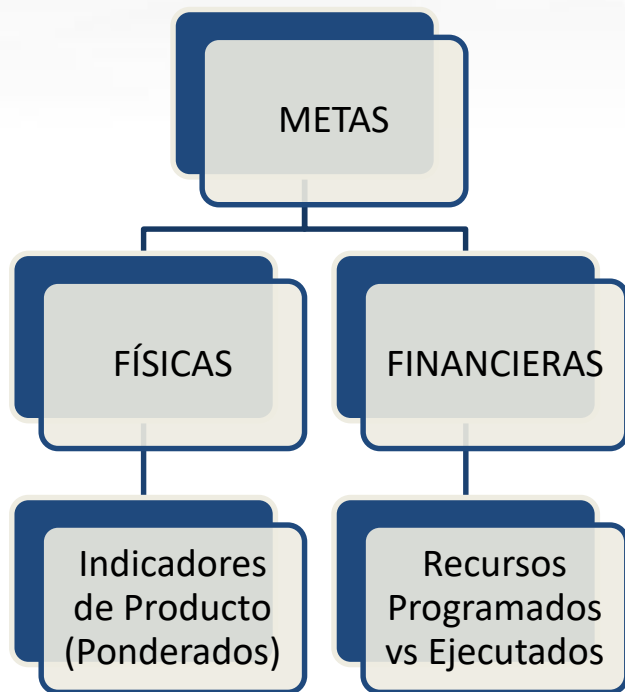 METAS
FÍSICAS
FINANCIERAS
Indicadores
de Producto
(Ponderados)
Recursos
Programados
vs Ejecutados